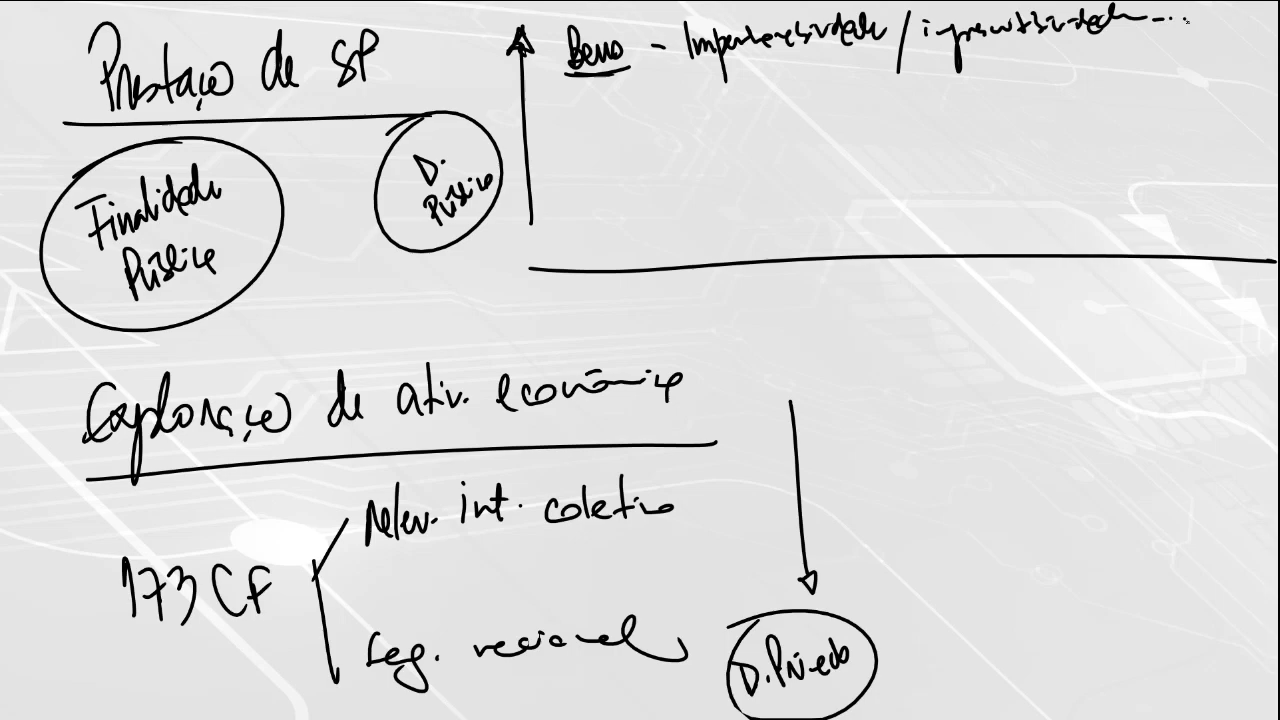 Prestação de SP
Finalidade
Pública
D.
Público
Bens - Impenhorabilidade / imprescritibilidade...
Exploração de ativ. econômica
173 CF
relev. int. coletivo
Seg. nacional
D. Privado